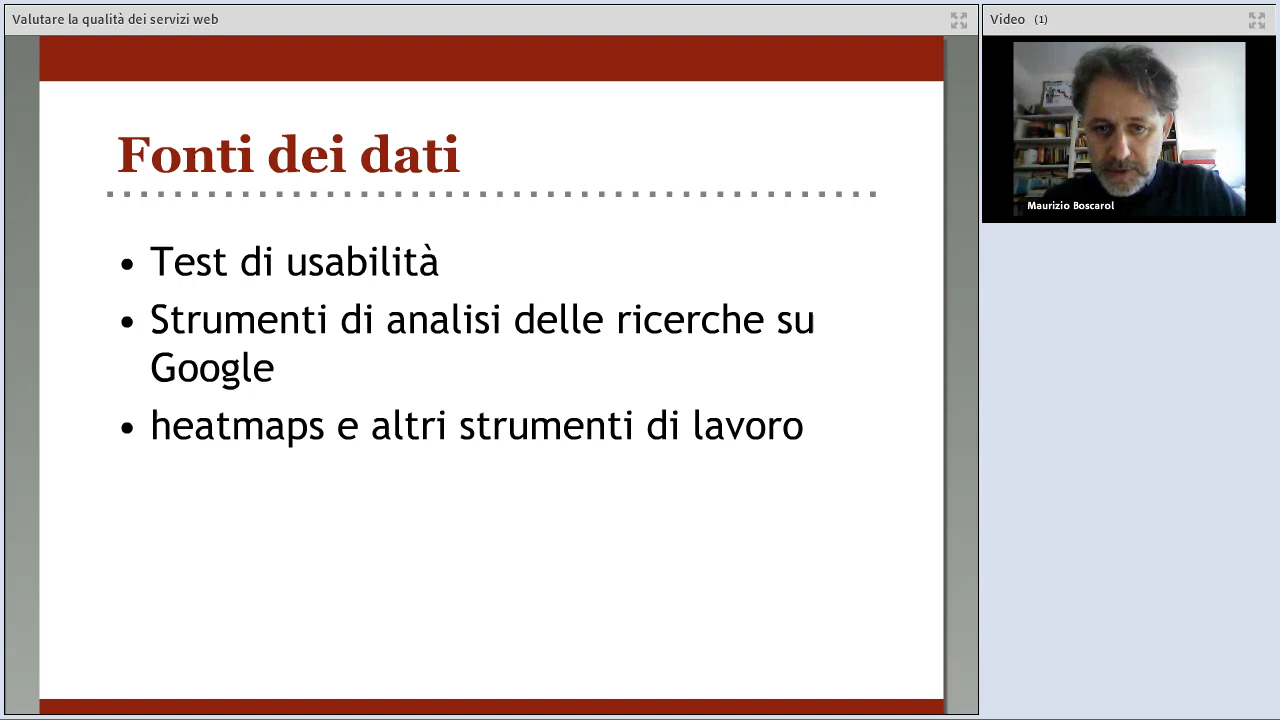 Valutare la qualità dei servizi web
Video (1)
Maurizio Boscarol
Fonti dei dati
• Test di usabilità
• Strumenti di analisi delle ricerche su
Google
• heatmaps e altri strumenti di lavoro